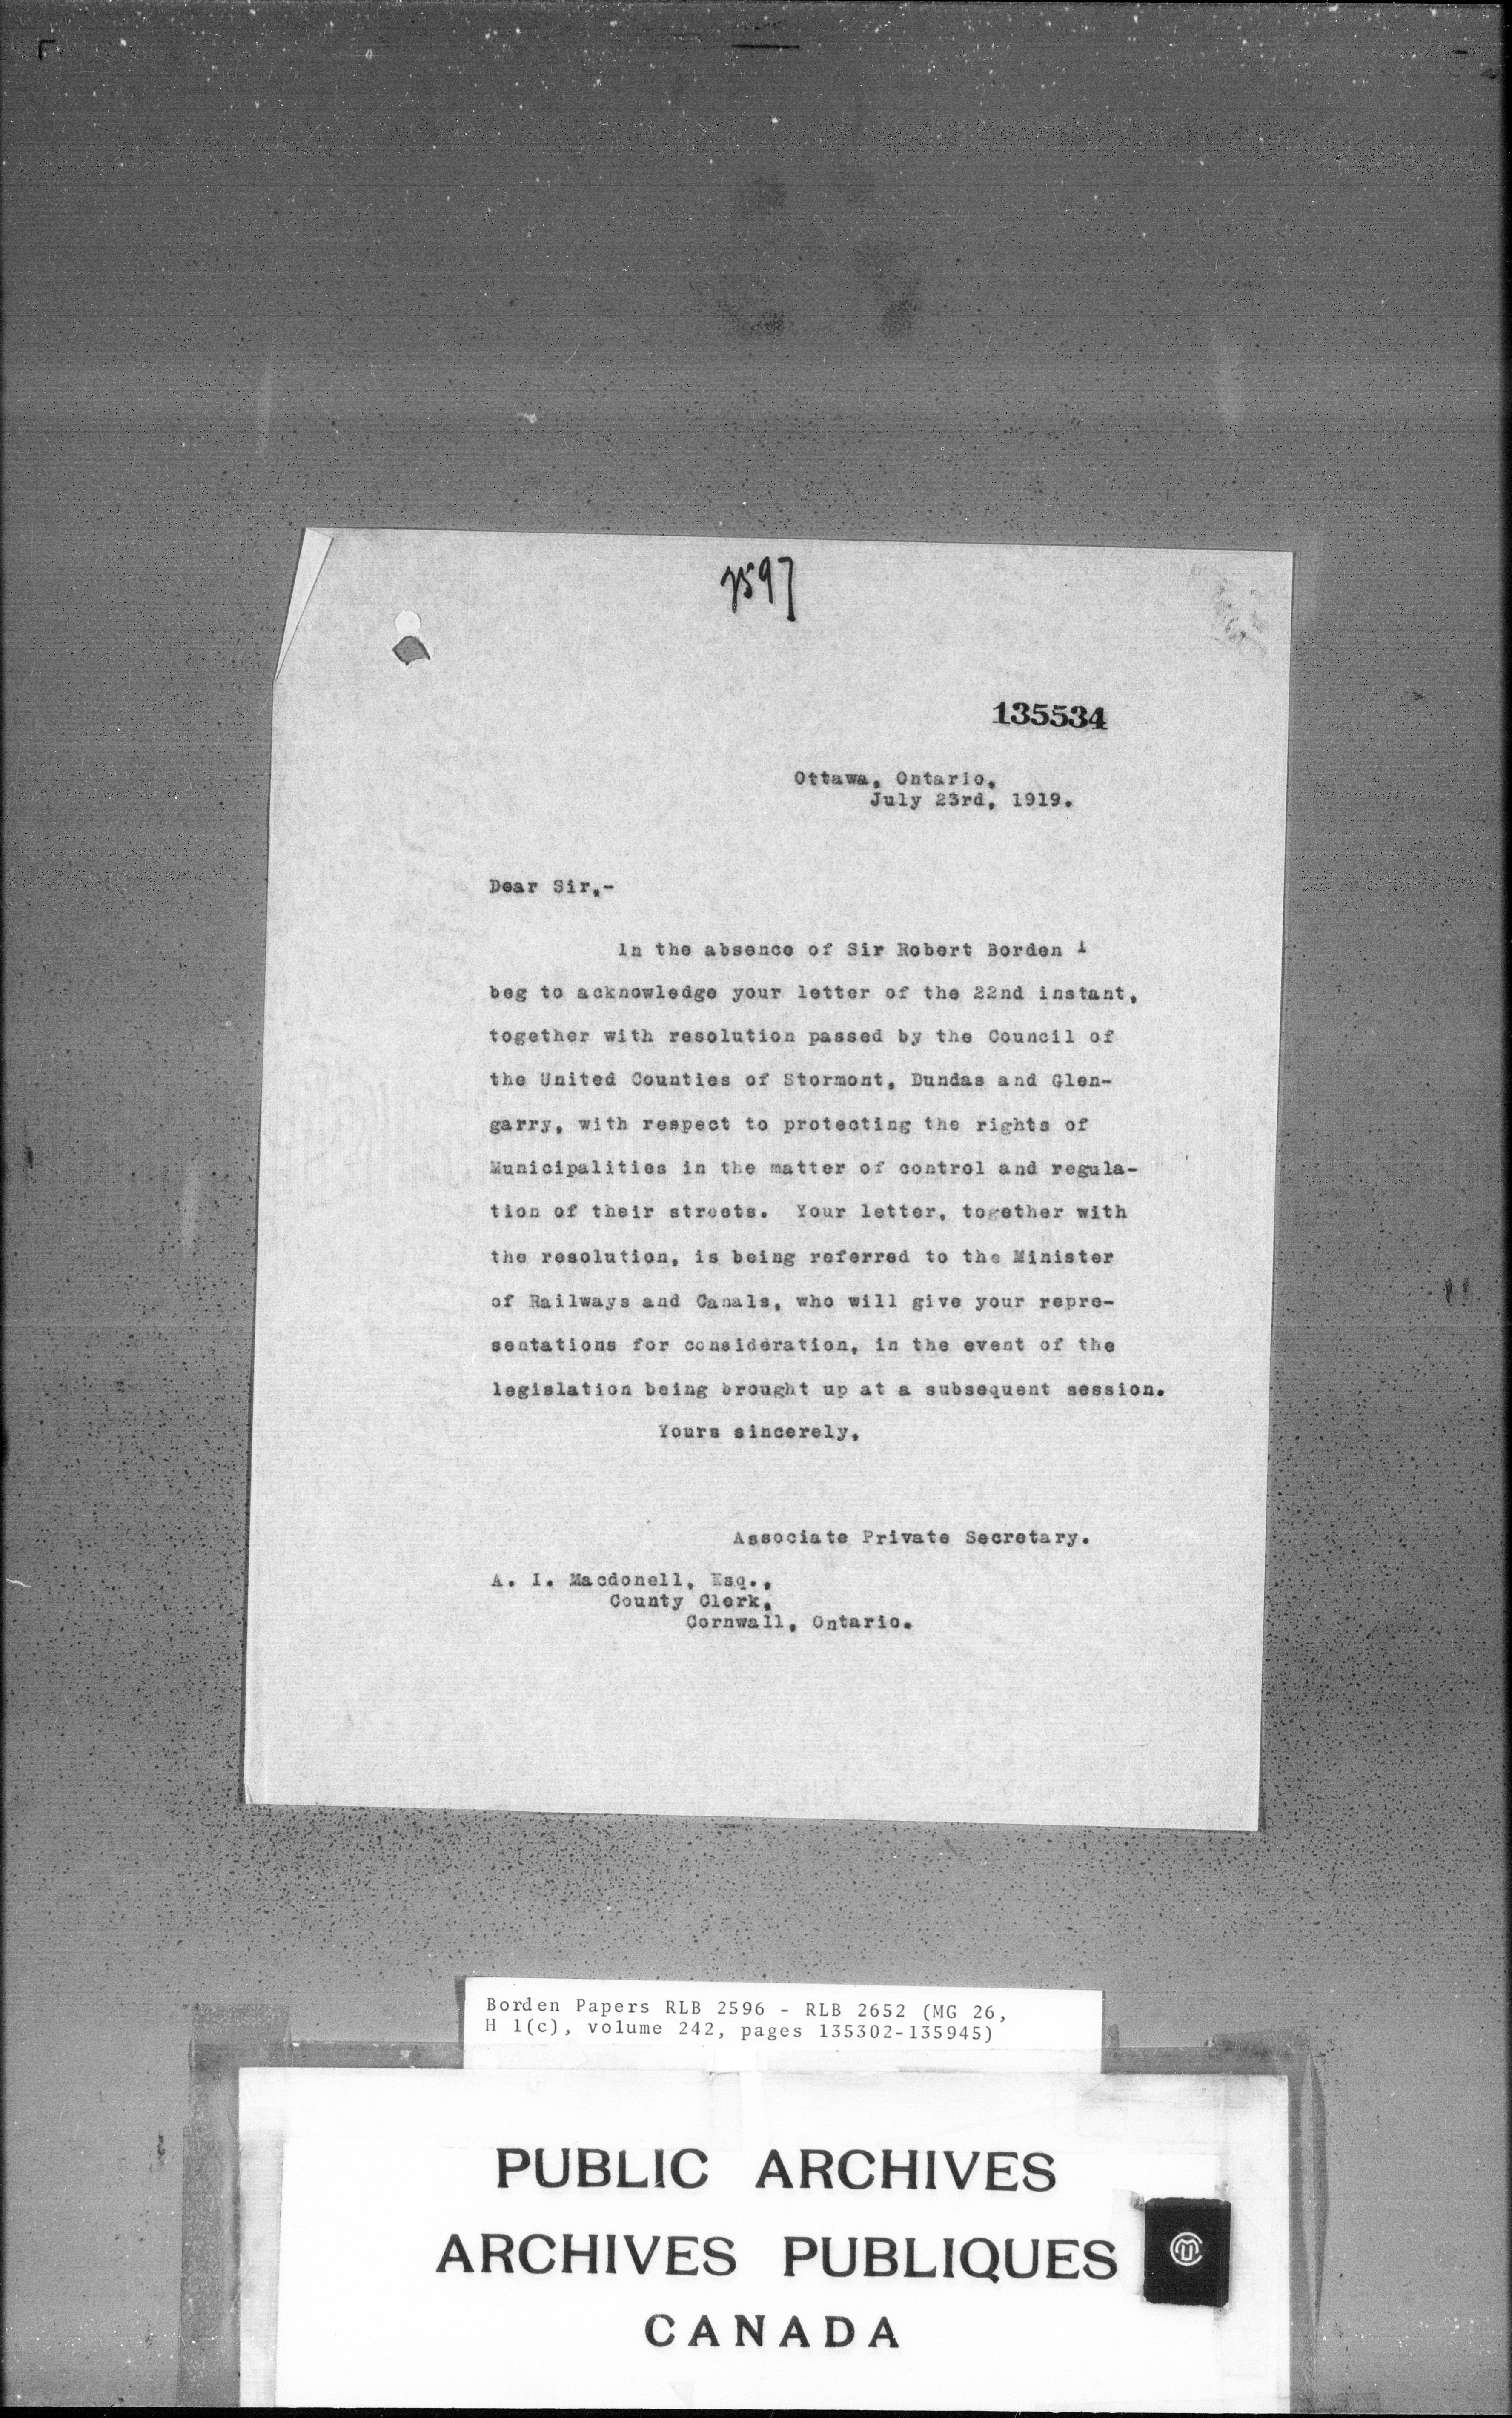 2597
135534
Ottawa, Ontario,
July 23rd, 1919.
Dear Sir,-
In the absence of Sir Robert Borden I
beg to acknowledge your letter of the 22nd instant,
together with resolution passed by the Council of
the United Counties of Stormont, Dundas and Glen-
garry, with respect to protecting the rights of
Municipalities in the matter of control and regula-
tion of their streets.  Your letter, together with
the resolution, is being referred to the Minister
of Railways and Canals, who will give your repre-
sentations for consideration, in the event of the
legislation being brought up at a subsequent session.
Yours sincerely,
Associate Private Secretary.
A. I. Macdonell, Esq.,
County Clerk,
Cornwall, Ontario.
Borden Papers RLB 2596 - RLB 2652 (MG 26,
H 1(c), volume 242, pages 135302-135945)
PUBLIC ARCHIVES
ARCHIVES PUBLIQUES
CANADA